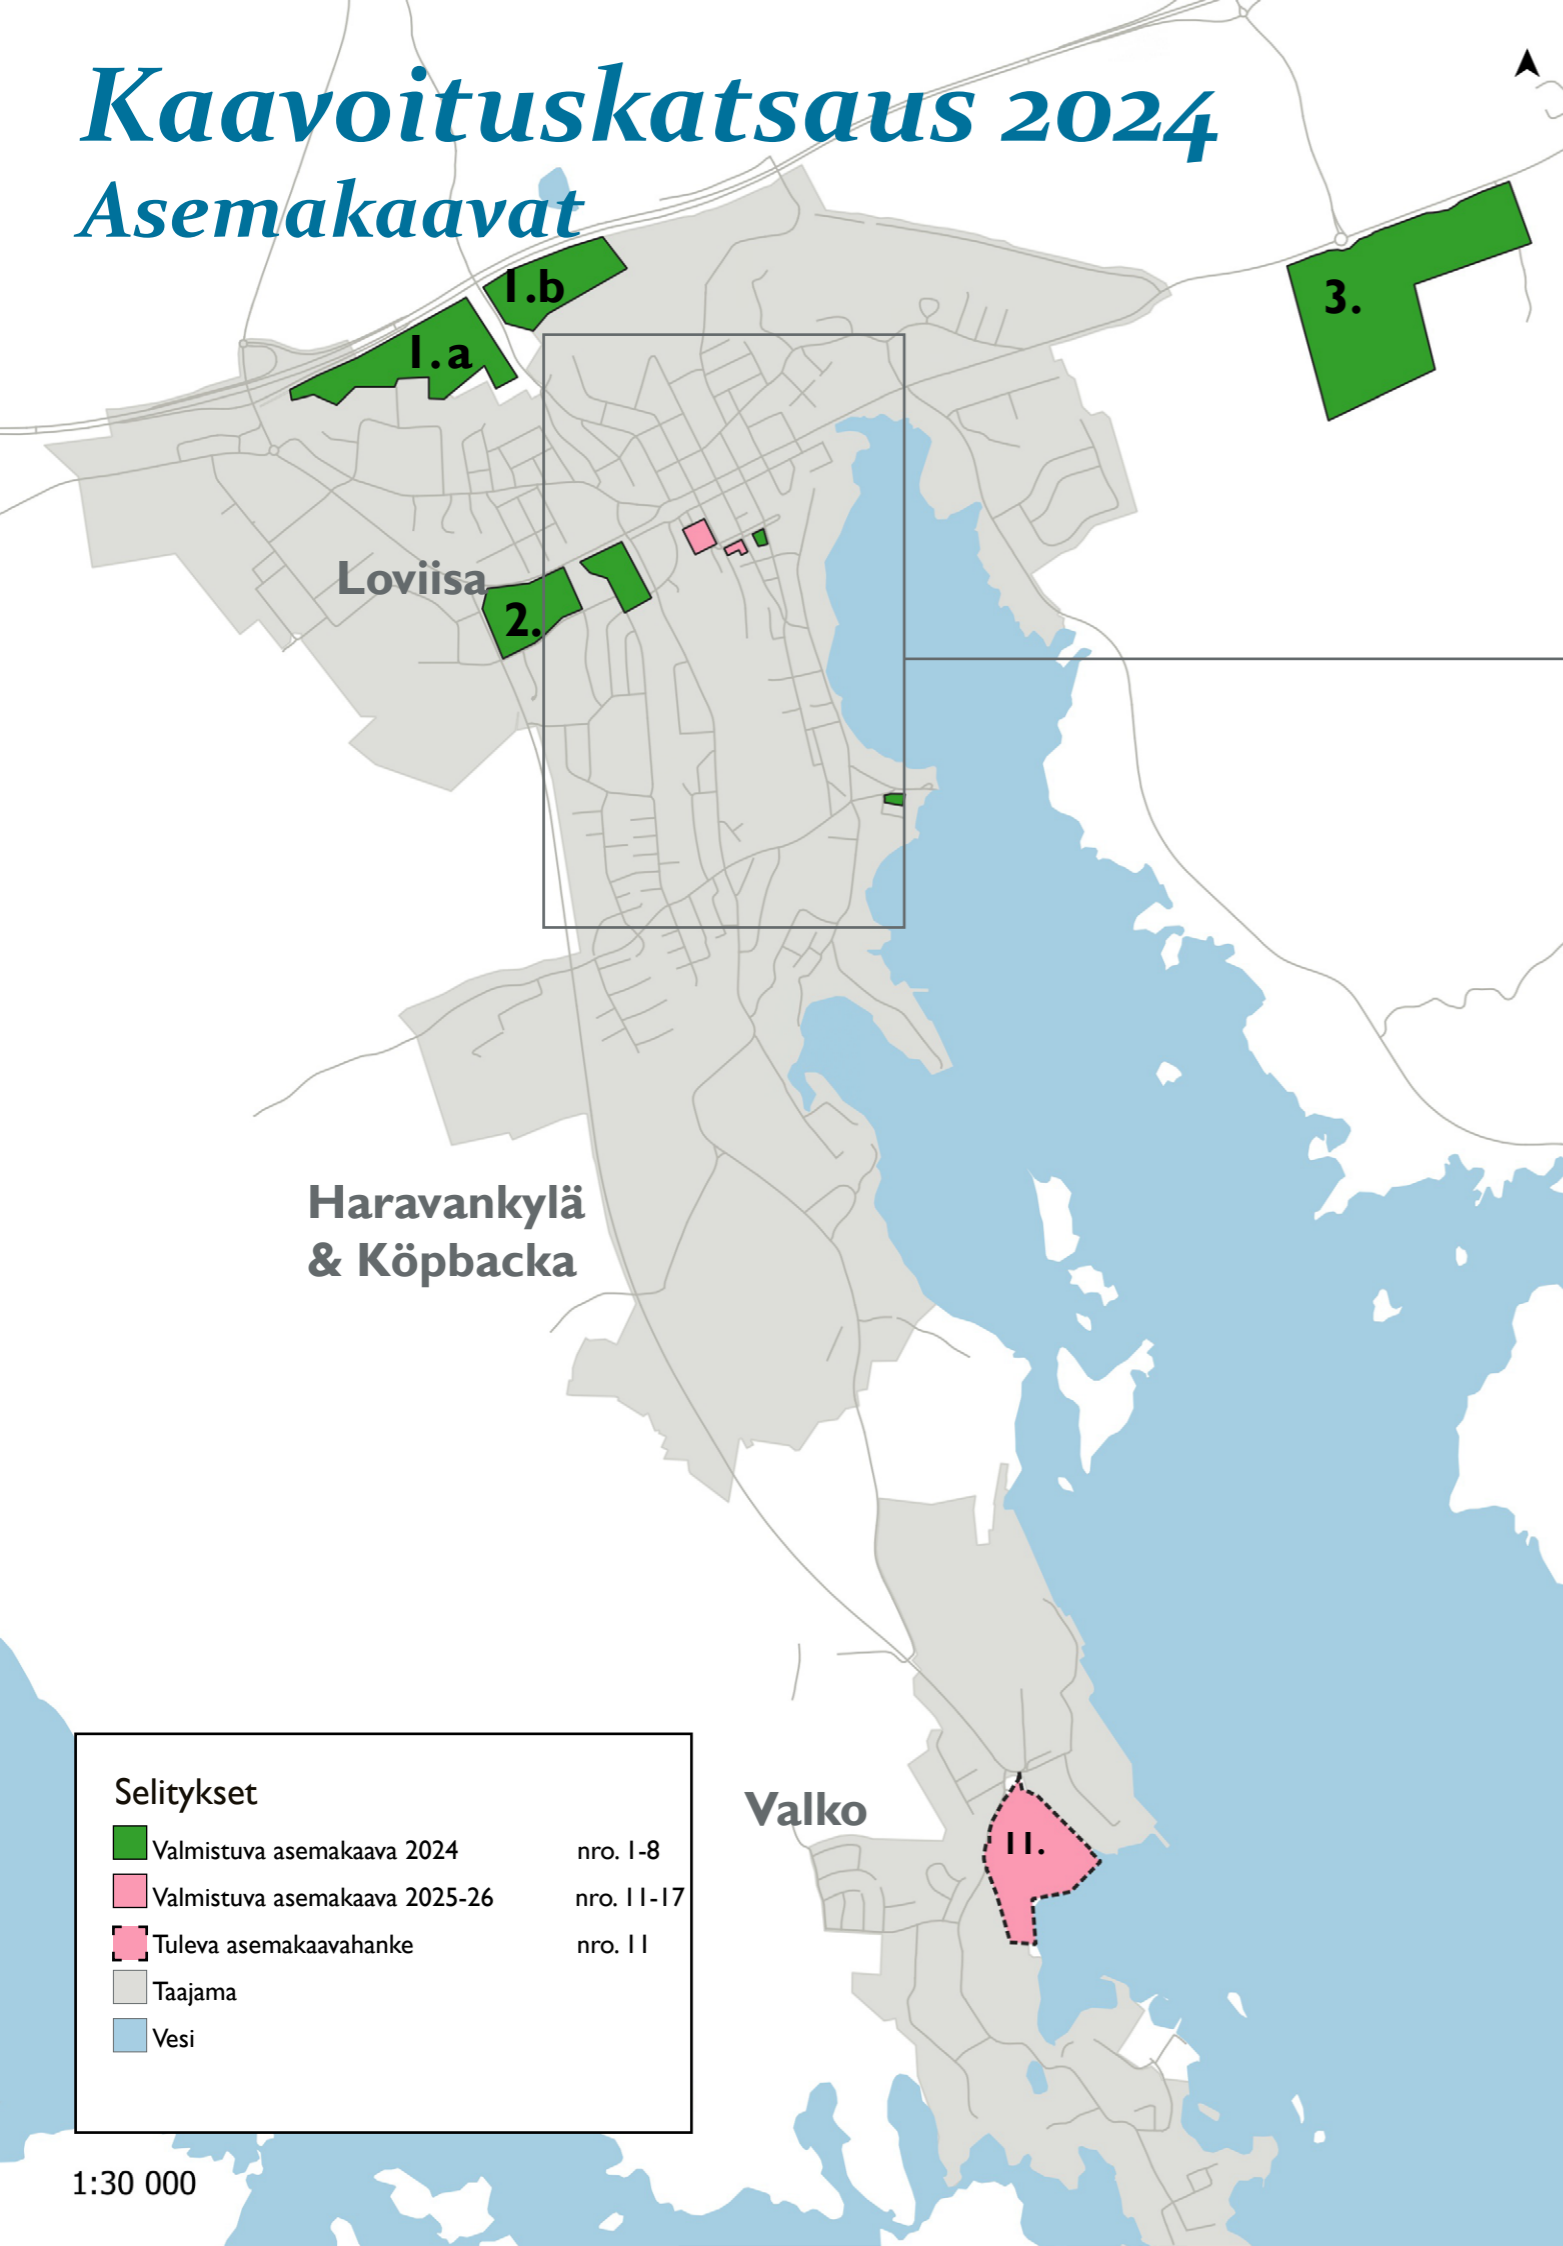 Kaavoituskatsaus 2024
Asemakaavat
1.b
1.a
3.
Loviisa
2.
Haravankylä
& Köpbacka
Valko
11.
Selitykset
Valmistuva asemakaava 2024 nro. 1-8
Valmistuva asemakaava 2025-26 nro. 11-17
Tuleva asemakaavahanke nro. 11
Taajama
Vesi
1:30 000